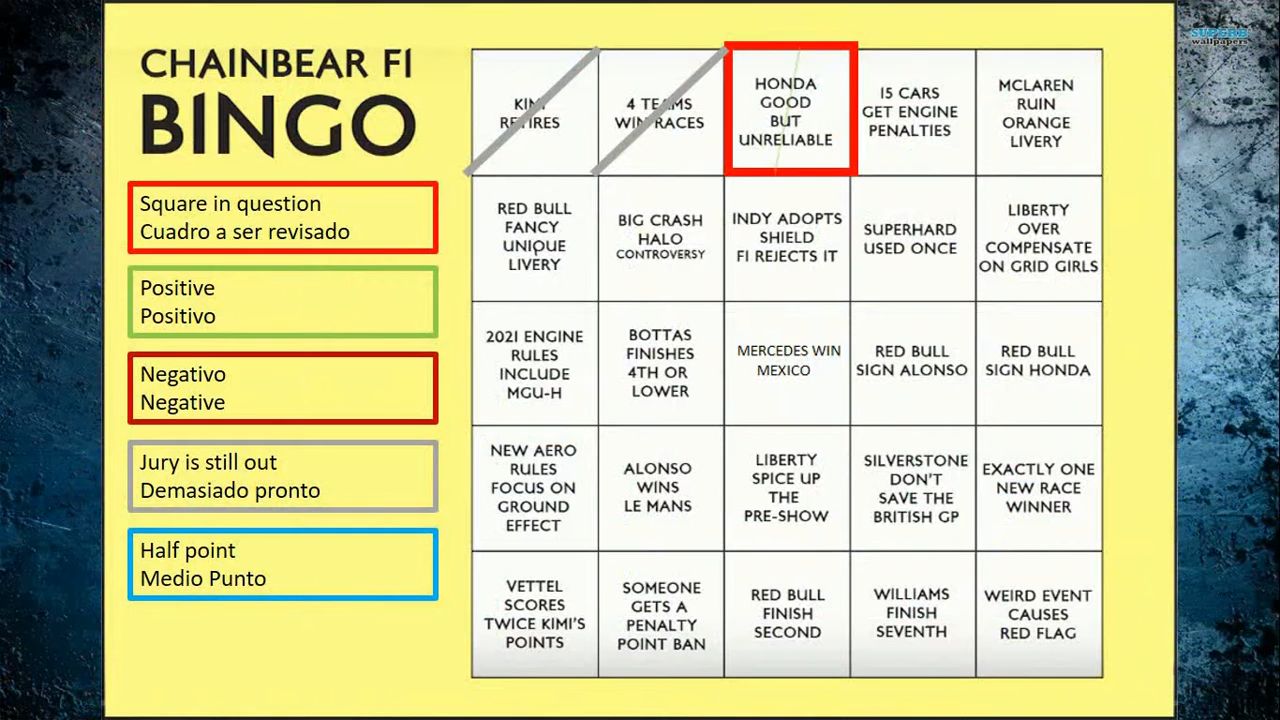 CHAINBEAR F1
BINGO
Square in question
Cuadro a ser revisado
Positive
Positivo
Negativo
Negative
Jury is still out
Demasiado pronto
Half point
Medio Punto
KIMI
RETIRES
4 TEAMS
WIN RACES
HONDA
GOOD
BUT
UNRELIABLE
15 CARS
GET ENGINE
PENALTIES
MCLAREN
RUIN
ORANGE
LIVERY
RED BULL
FANCY
UNIQUE
LIVERY
BIG CRASH
HALO
CONTROVERSY
INDY ADOPTS
SHIELD
F1 REJECTS IT
SUPERHARD
USED ONCE
LIBERTY
OVER
COMPENSATE
ON GRID GIRLS
2021 ENGINE
RULES
INCLUDE
MGU-H
BOTTAS
FINISHES
4TH OR
LOWER
MERCEDES WIN
MEXICO
RED BULL
SIGN ALONSO
RED BULL
SIGN HONDA
NEW AERO
RULES
FOCUS ON
GROUND
EFFECT
ALONSO
WINS
LE MANS
LIBERTY
SPICE UP
THE
PRE-SHOW
SILVERSTONE
DON'T
SAVE THE
BRITISH GP
EXACTLY ONE
NEW RACE
WINNER
VETTEL
SCORES
TWICE KIMI'S
POINTS
SOMEONE
GETS A
PENALTY
POINT BAN
RED BULL
FINISH
SECOND
WILLIAMS
FINISH
SEVENTH
WEIRD EVENT
CAUSES
RED FLAG
SUPERB
wallpapers